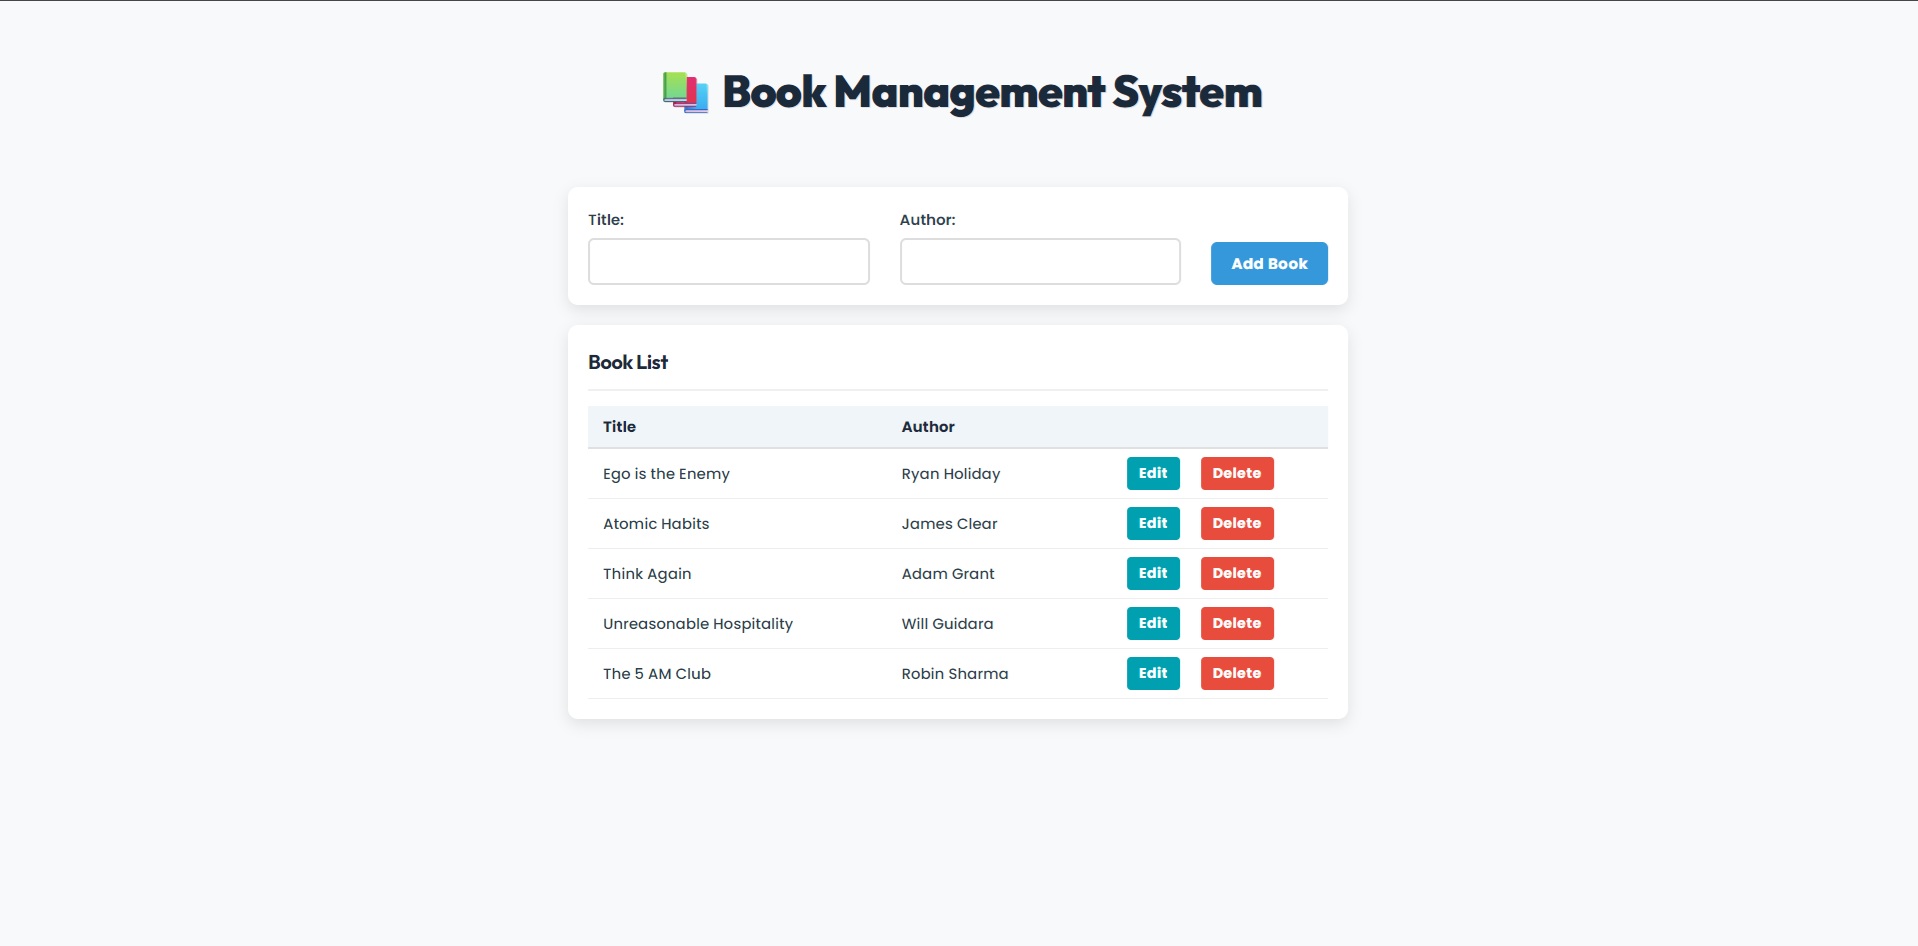 Book Management System
Title:
Author:
Add Book
Book List
Title Author
Ego is the Enemy Ryan Holiday Edit Delete
Atomic Habits James Clear Edit Delete
Think Again Adam Grant Edit Delete
Unreasonable Hospitality Will Guidara Edit Delete
The 5 AM Club Robin Sharma Edit Delete